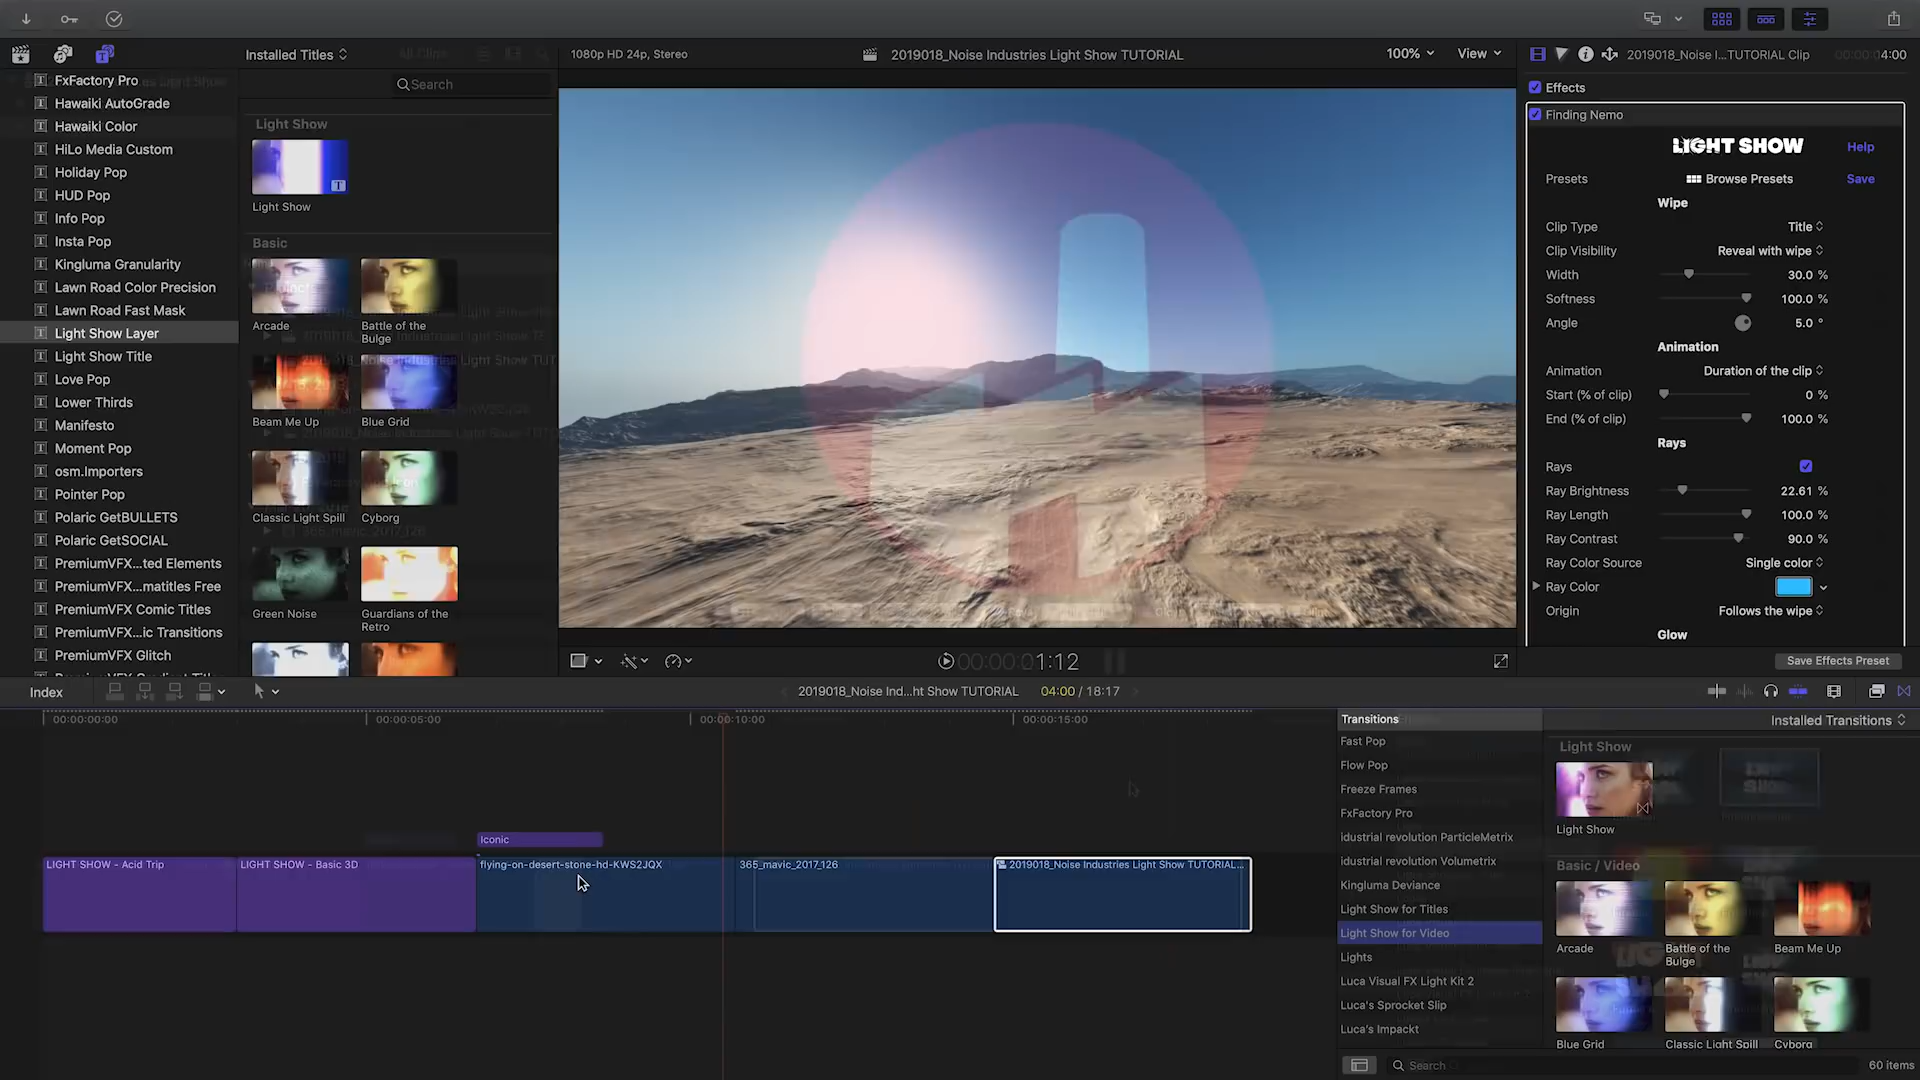 Installed Titles
1080p HD 24p, Stereo
2019018_Noise Industries Light Show TUTORIAL
100%
View
2019018_Noise I...TUTORIAL Clip
4:00
FxFactory Pro
Hawaiki AutoGrade
Hawaiki Color
HiLo Media Custom
Holiday Pop
HUD Pop
Info Pop
Insta Pop
Kingluma Granularity
Lawn Road Color Precision
Lawn Road Fast Mask
Light Show Layer
Light Show Title
Love Pop
Lower Thirds
Manifesto
Moment Pop
osm.Importers
Pointer Pop
Polaric GetBULLETS
Polaric GetSOCIAL
PremiumVFX...ted Elements
PremiumVFX...matitles Free
PremiumVFX Comic Titles
PremiumVFX...ic Transitions
PremiumVFX Glitch
Search
Light Show
Light Show
Basic
Arcade
Battle of the
Bulge
Beam Me Up
Blue Grid
Classic Light Spill
Cyborg
Green Noise
Guardians of the
Retro
Effects
Finding Nemo
LIGHT SHOW
Help
Presets
Browse Presets
Save
Wipe
Clip Type
Title
Clip Visibility
Reveal with wipe
Width
30.0 %
Softness
100.0 %
Angle
5.0 °
Animation
Animation
Duration of the clip
Start (% of clip)
0 %
End (% of clip)
100.0 %
Rays
Rays
Ray Brightness
22.61 %
Ray Length
100.0 %
Ray Contrast
90.0 %
Ray Color Source
Single color
Ray Color
Origin
Follows the wipe
Glow
Save Effects Preset
00:00:01:12
Index
2019018_Noise Ind...ht Show TUTORIAL
04:00 / 18:17
00:00:00:00
00:00:05:00
00:00:10:00
00:00:15:00
Iconic
LIGHT SHOW - Acid Trip
LIGHT SHOW - Basic 3D
flying-on-desert-stone-hd-KWS2JQX
365_mavic_2017_126
2019018_Noise Industries Light Show TUTORIAL...
Transitions
Fast Pop
Flow Pop
Freeze Frames
FxFactory Pro
idustrial revolution ParticleMetrix
idustrial revolution Volumetrix
Kingluma Deviance
Light Show for Titles
Light Show for Video
Lights
Luca Visual FX Light Kit 2
Luca's Sprocket Slip
Luca's Impackt
Installed Transitions
Light Show
Light Show
Basic / Video
Arcade
Battle of the
Bulge
Beam Me Up
Blue Grid
Classic Light Spill
Cyborg
Search
60 items